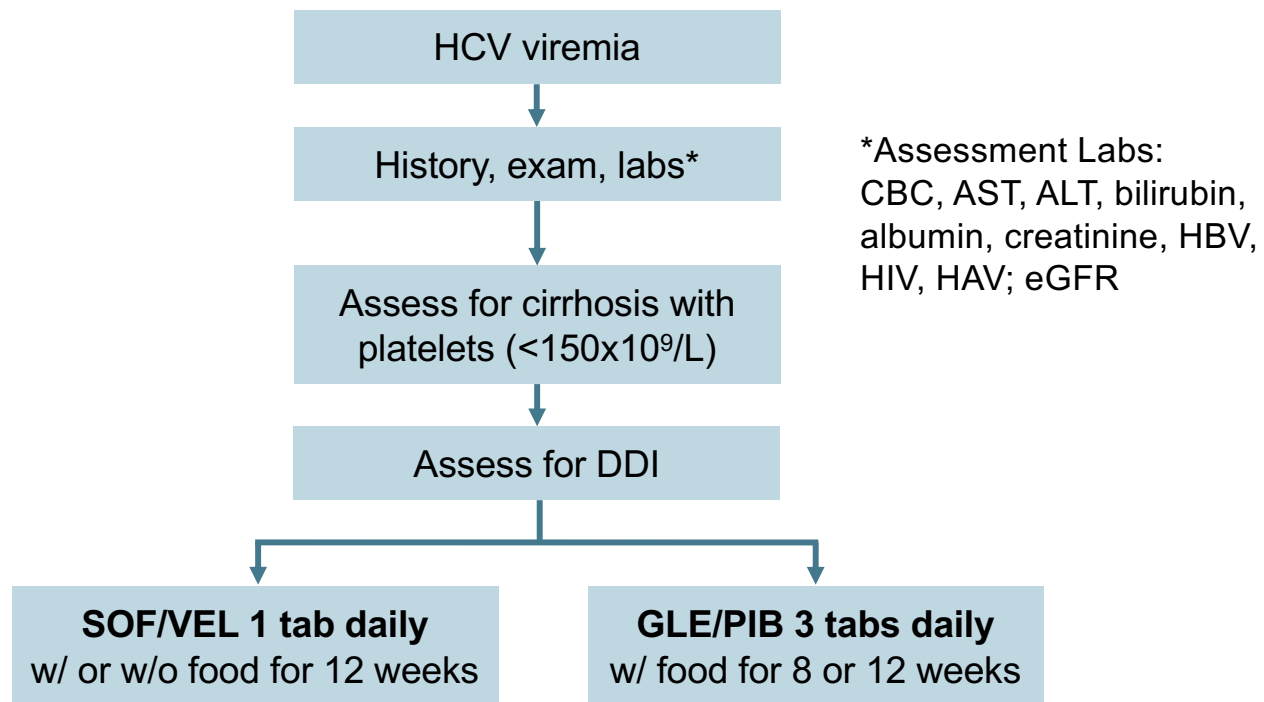 HCV viremia
History, exam, labs*
*Assessment Labs:
CBC, AST, ALT, bilirubin,
albumin, creatinine, HBV,
HIV, HAV; eGFR
Assess for cirrhosis with
platelets (<150x10⁹/L)
Assess for DDI
SOF/VEL 1 tab daily
w/ or w/o food for 12 weeks
GLE/PIB 3 tabs daily
w/ food for 8 or 12 weeks